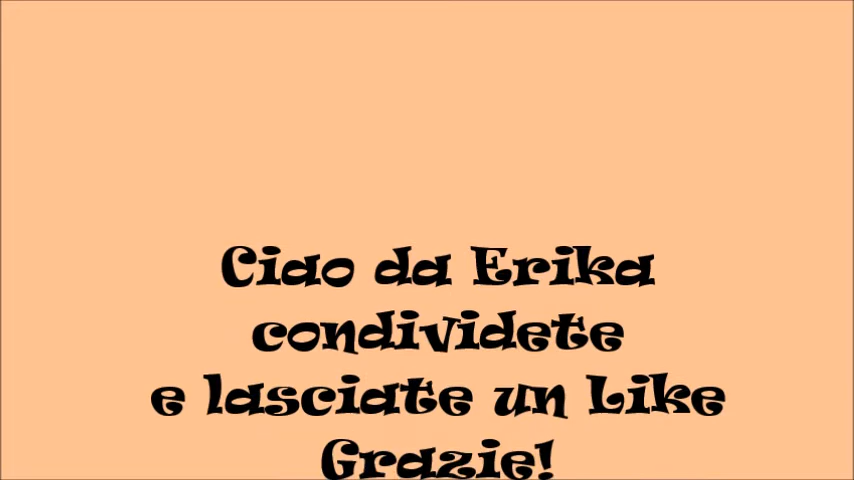 Ciao da Erika
condividete
e lasciate un Like
Grazie!